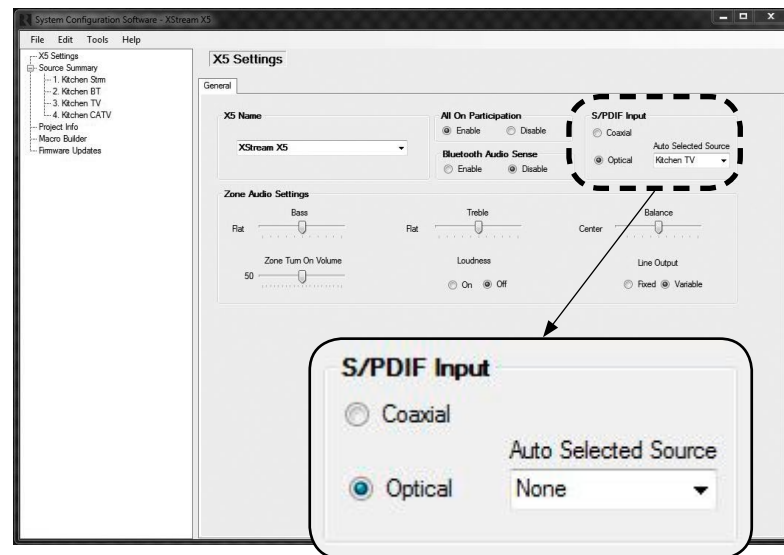 System Configuration Software - XStream X5
File Edit Tools Help
X5 Settings
Source Summary
1. Kitchen Strm
2. Kitchen BT
3. Kitchen TV
4. Kitchen CATV
Project Info
Macro Builder
Firmware Updates
X5 Settings
General
X5 Name
XStream X5
All On Participation
Enable Disable
Bluetooth Audio Sense
Enable Disable
S/PDIF Input
Coaxial
Auto Selected Source
Optical Kitchen TV
Zone Audio Settings
Bass Treble Balance
Flat Flat Center
Zone Turn On Volume Loudness Line Output
50 On Off Fixed Variable
S/PDIF Input
Coaxial
Auto Selected Source
Optical None